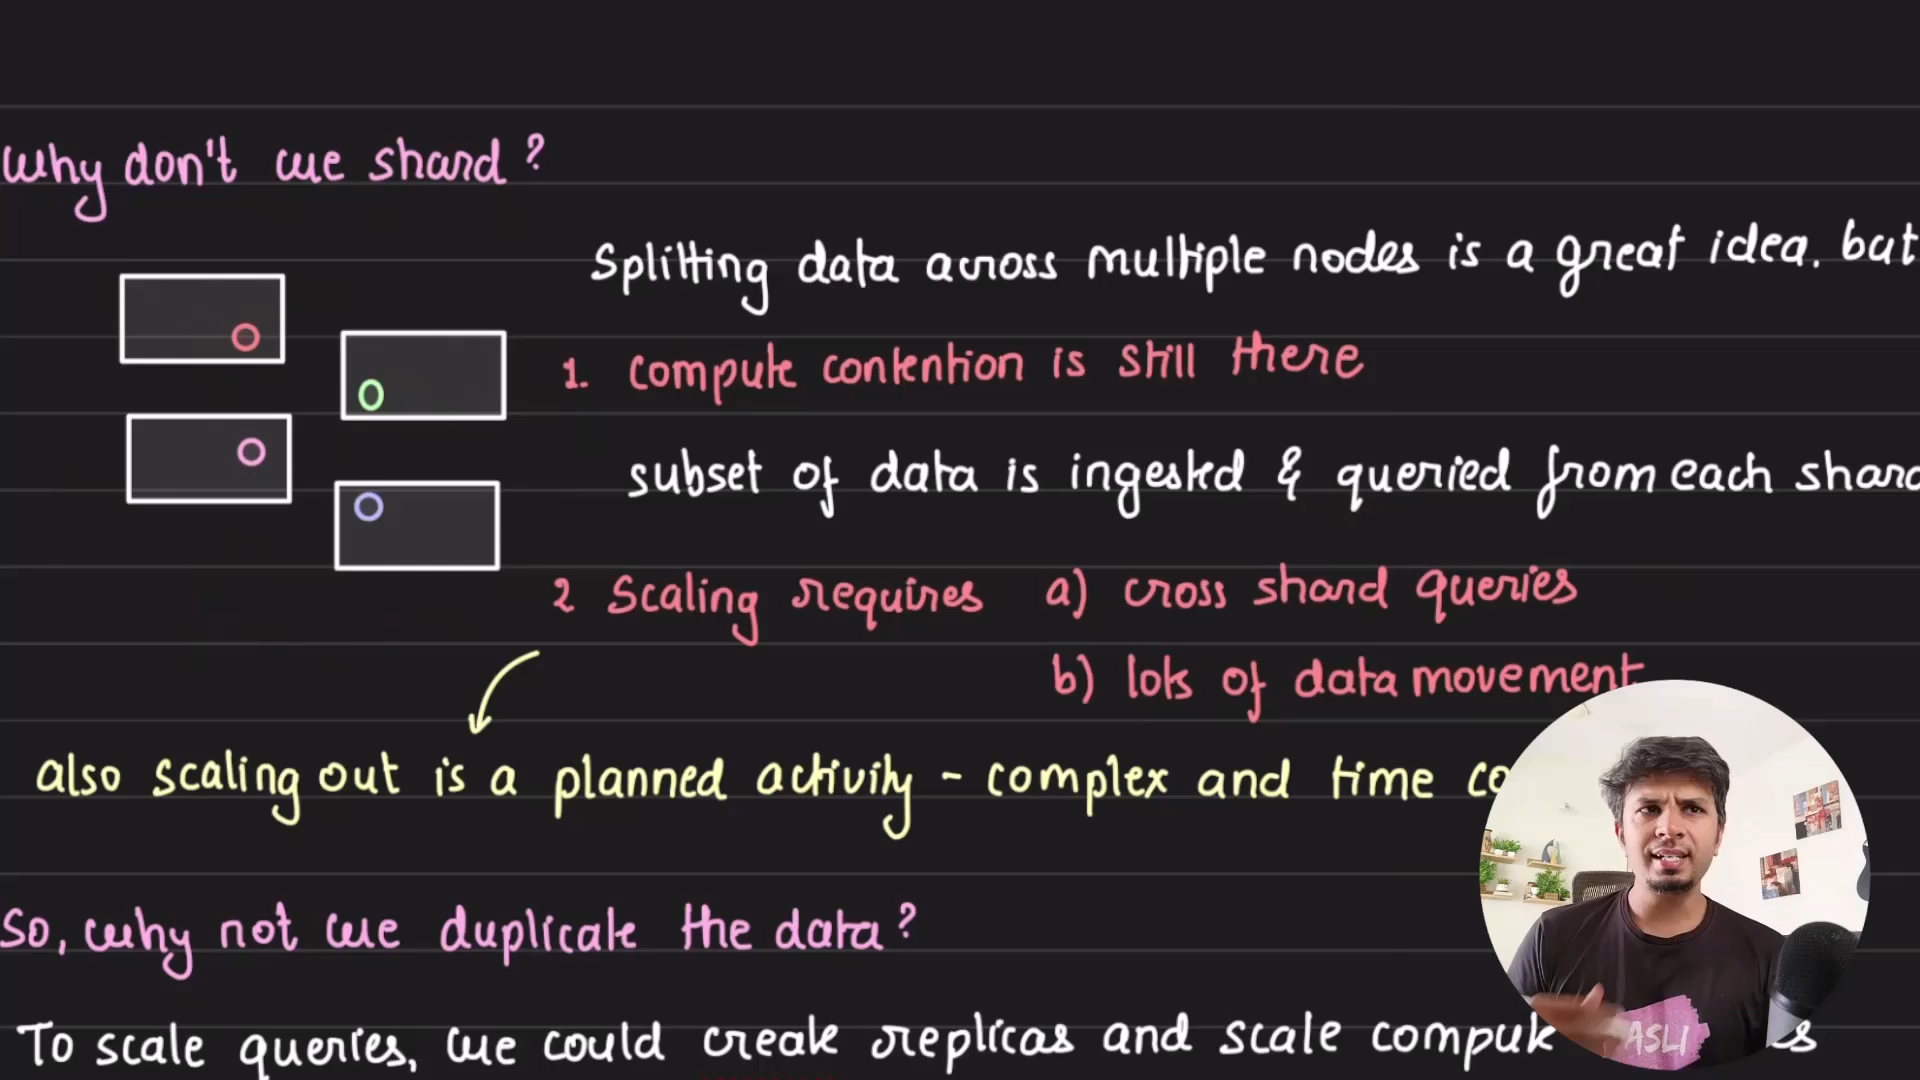 Why don't we shard?
Splitting data across multiple nodes is a great idea. but
1. Compute contention is still there
subset of data is ingested & queried from each shard
2 Scaling requires a) cross shard queries
b) lots of data movement
also scaling out is a planned activity - complex and time
So, why not we duplicate the data?
To scale queries, we could create replicas and scale compute
ASLI